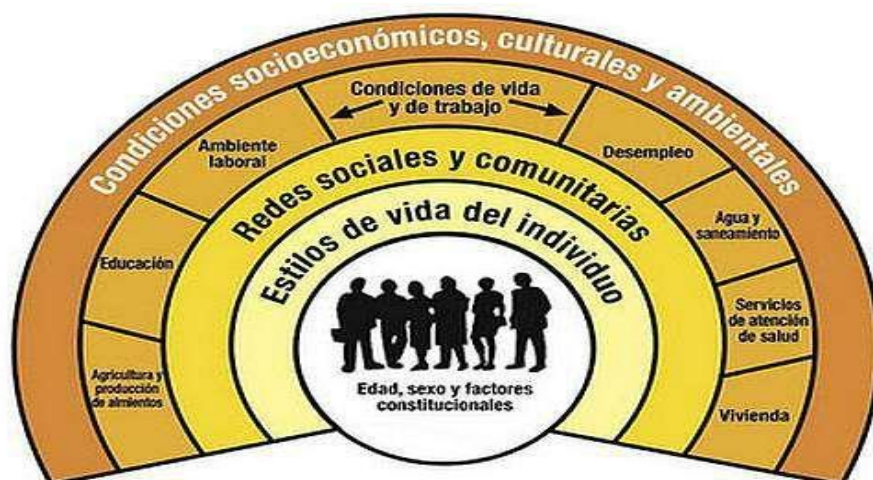 Condiciones socioeconómicos, culturales y ambientales
Condiciones de vida
y de trabajo
Ambiente
laboral
Desempleo
Redes sociales y comunitarias
Agua y
saneamiento
Educación
Estilos de vida del individuo
Servicios
de atención
de salud
Agricultura y
producción
de almientos
Edad, sexo y factores
constitucionales
Vivienda